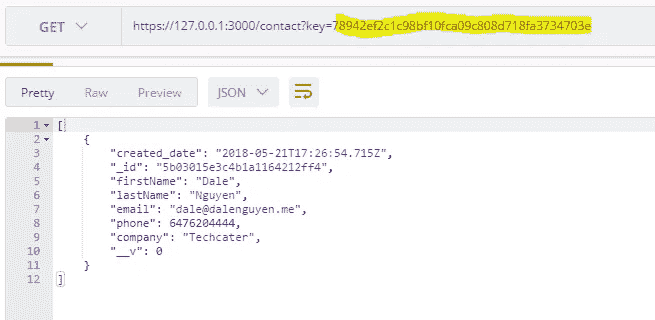 GET https://127.0.0.1:3000/contact?key=78942ef2c1c98bf10fca09c808d718fa3734703e
Pretty Raw Preview JSON
1 [
2 {
3 "created_date": "2018-05-21T17:26:54.715Z",
4 "_id": "5b03015e3c4b1a1164212ff4",
5 "firstName": "Dale",
6 "lastName": "Nguyen",
7 "email": "dale@dalenguyen.me",
8 "phone": 6476204444,
9 "company": "Techcater",
10 "__v": 0
11 }
12 ]